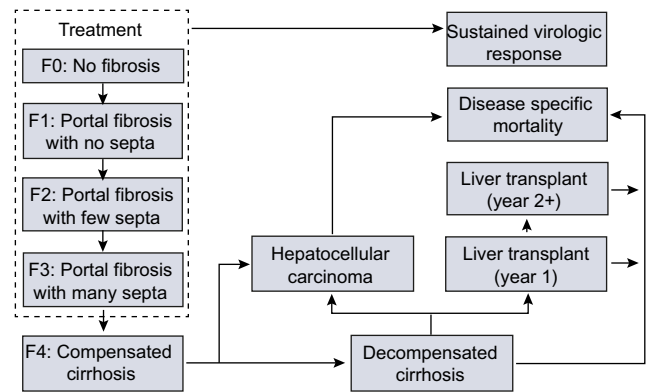 Treatment
F0: No fibrosis
F1: Portal fibrosis
with no septa
F2: Portal fibrosis
with few septa
F3: Portal fibrosis
with many septa
F4: Compensated
cirrhosis
Sustained virologic
response
Disease specific
mortality
Liver transplant
(year 2+)
Hepatocellular
carcinoma
Liver transplant
(year 1)
Decompensated
cirrhosis